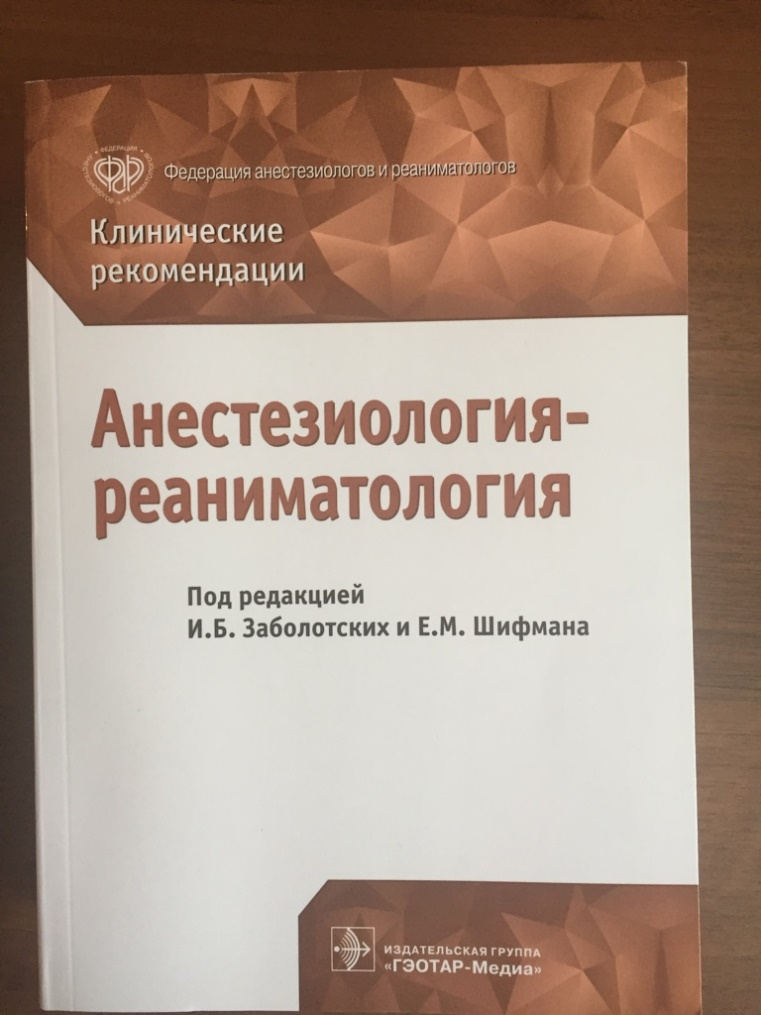 Федерация анестезиологов и реаниматологов
Клинические
рекомендации
Анестезиология-
реаниматология
Под редакцией
И.Б. Заболотских и Е.М. Шифмана
ИЗДАТЕЛЬСКАЯ ГРУППА
«ГЭОТАР-Медиа»